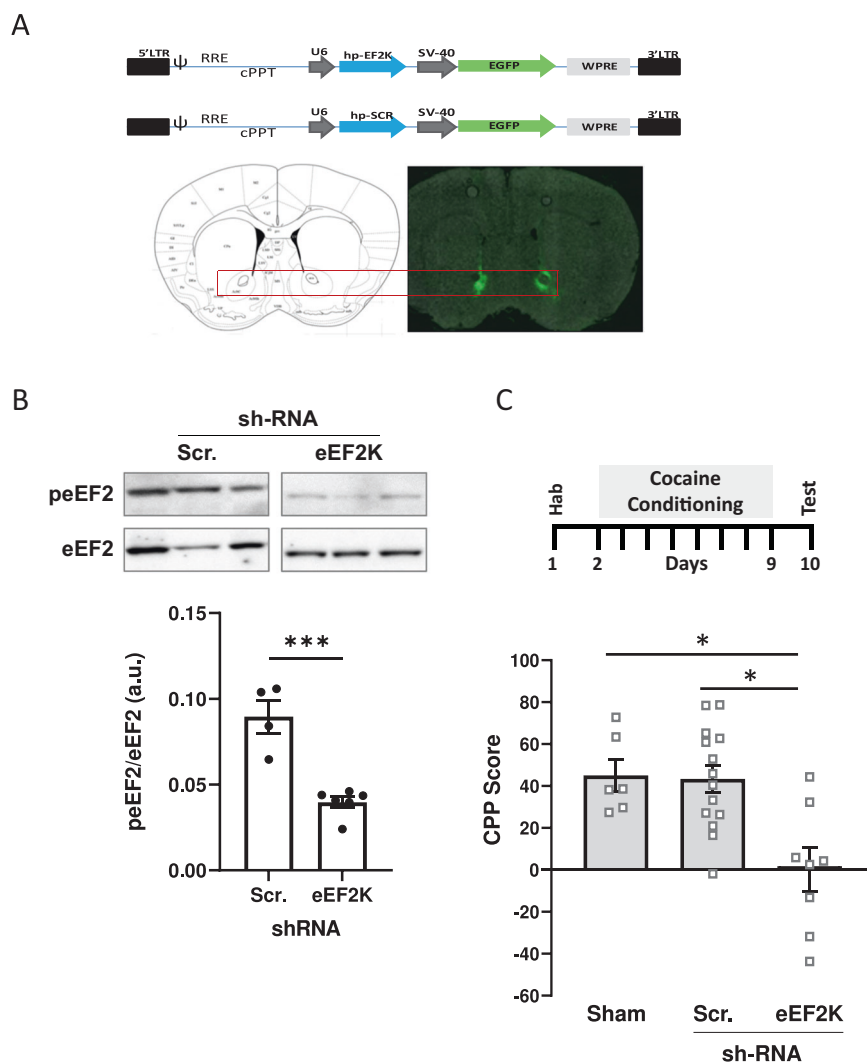 A
5'LTR ψ RRE cPPT U6 hp-EF2K SV-40 EGFP WPRE 3'LTR
5'LTR ψ RRE cPPT U6 hp-SCR SV-40 EGFP WPRE 3'LTR
B
sh-RNA
Scr. eEF2K
peEF2
eEF2
0.15
***
0.10
0.05
0.00
peEF2/eEF2 (a.u.)
Scr. eEF2K
shRNA
C
Cocaine
Conditioning
Hab
Test
1 2 Days 9 10
*
*
100
80
60
40
20
0
-20
-40
-60
CPP Score
Sham Scr. eEF2K
sh-RNA